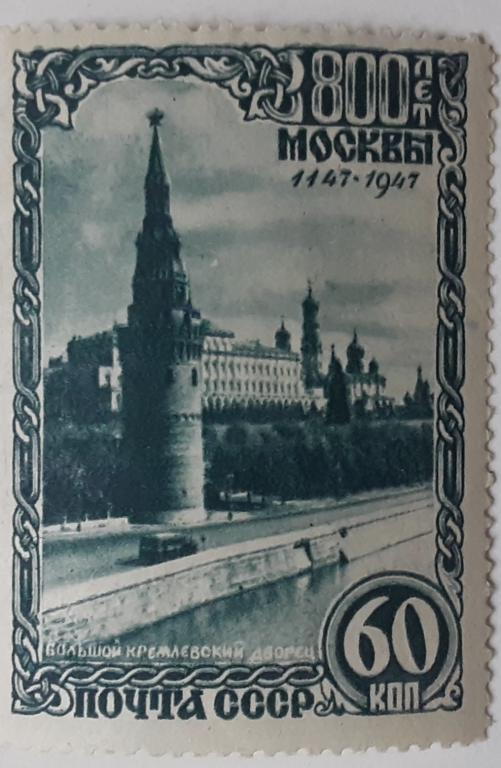 800 ЛЕТ
МОСКВЫ
1147-1947
БОЛЬШОЙ КРЕМЛЕВСКИЙ ДВОРЕЦ
60
КОП
ПОЧТА СССР